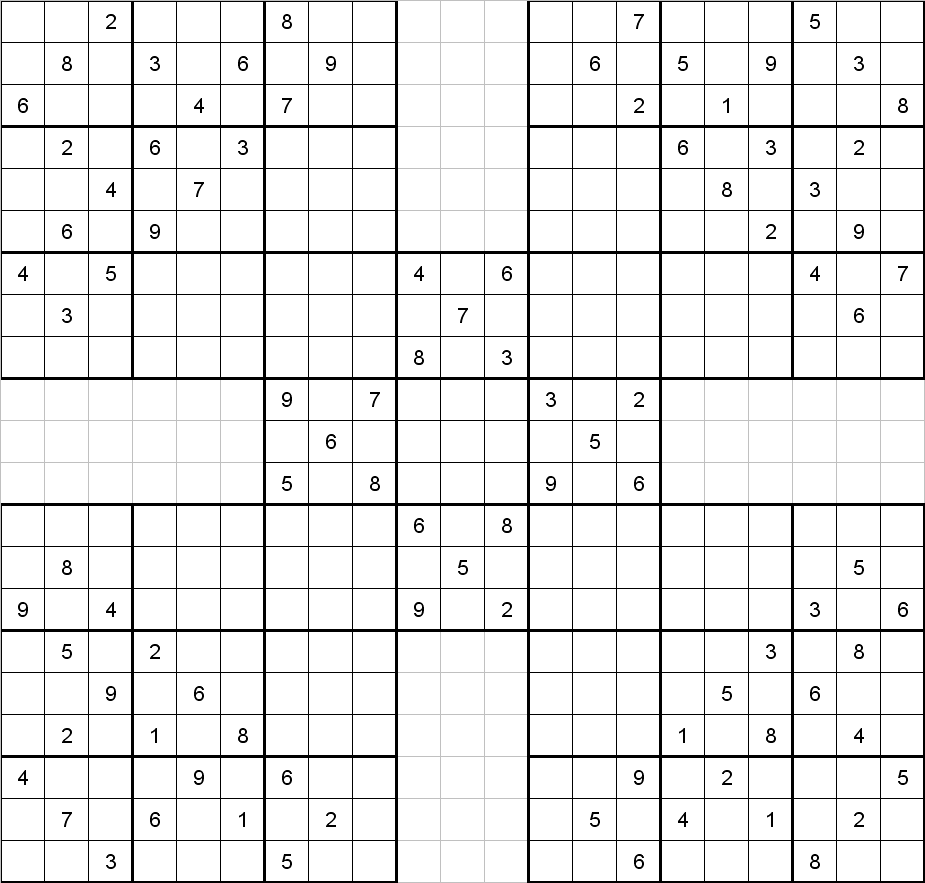 2 8 7 5
8 3 6 9 6 5 9 3
6 4 7 2 1 8
2 6 3 6 3 2
4 7 8 3
6 9 2 9
4 5 4 6 4 7
3 7 6
8 3
9 7 3 2
6 5
5 8 9 6
6 8
8 5 5
9 4 9 2 3 6
5 2 3 8
9 6 5 6
2 1 8 1 8 4
4 9 6 9 2 5
7 6 1 2 5 4 1 2
3 5 6 8